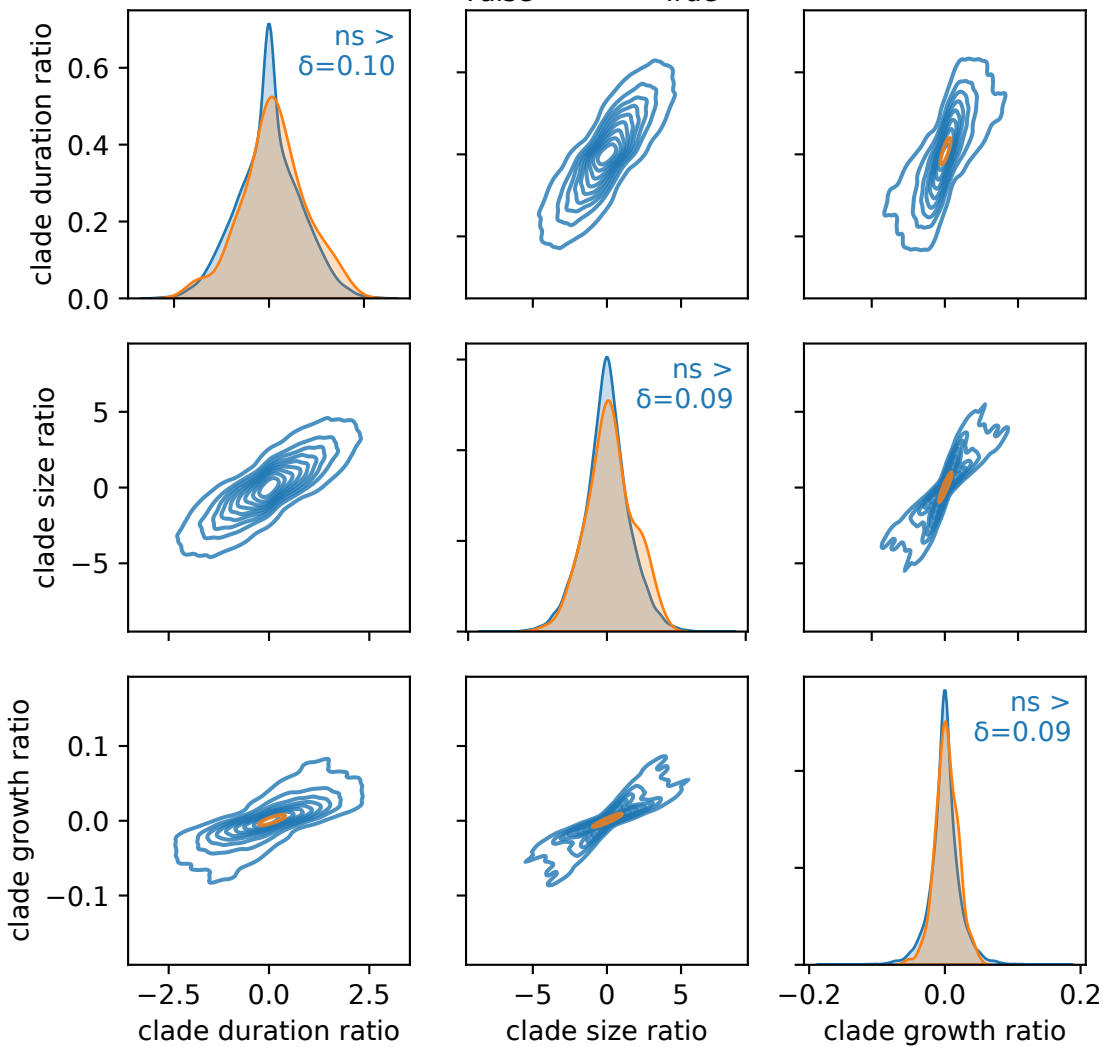 clade duration ratio
0.6
0.4
0.2
0.0
ns >
δ=0.10
clade size ratio
5
0
−5
ns >
δ=0.09
clade growth ratio
0.1
0.0
−0.1
ns >
δ=0.09
−2.5 0.0 2.5
−5 0 5
−0.2 0.0 0.2
clade duration ratio
clade size ratio
clade growth ratio